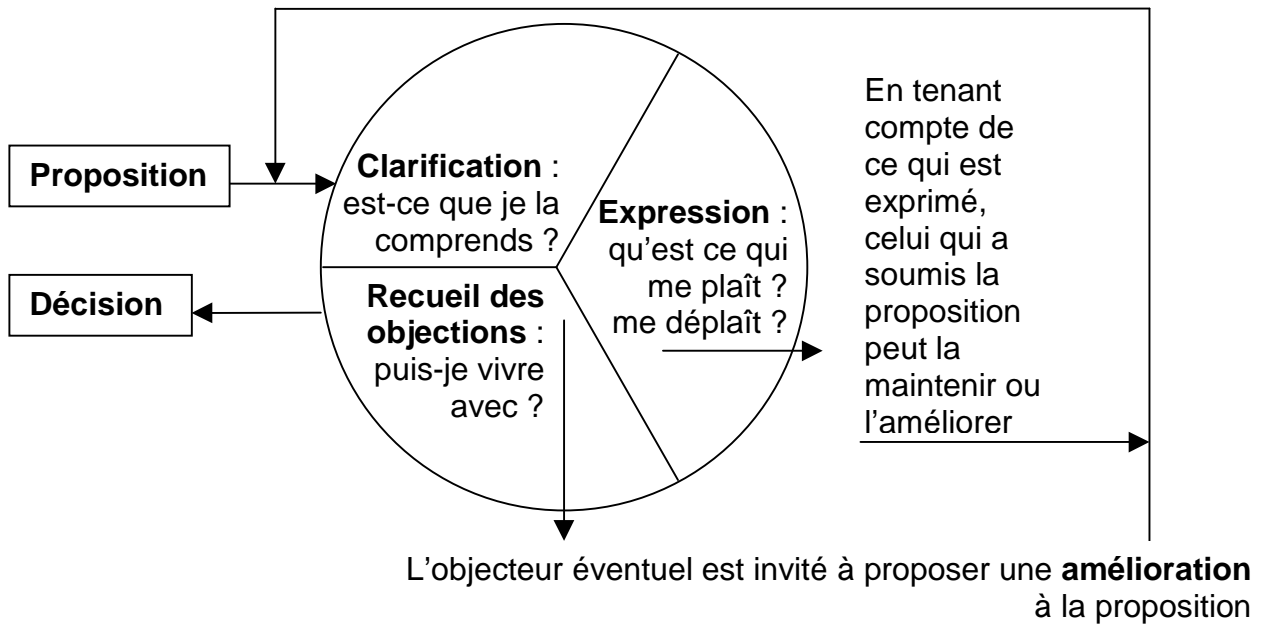 Proposition
Clarification :
est-ce que je la
comprends ?
Expression :
qu’est ce qui
me plaît ?
me déplaît ?
En tenant
compte de
ce qui est
exprimé,
celui qui a
soumis la
proposition
peut la
maintenir ou
l’améliorer
Recueil des
objections :
puis-je vivre
avec ?
Décision
L’objecteur éventuel est invité à proposer une amélioration
à la proposition